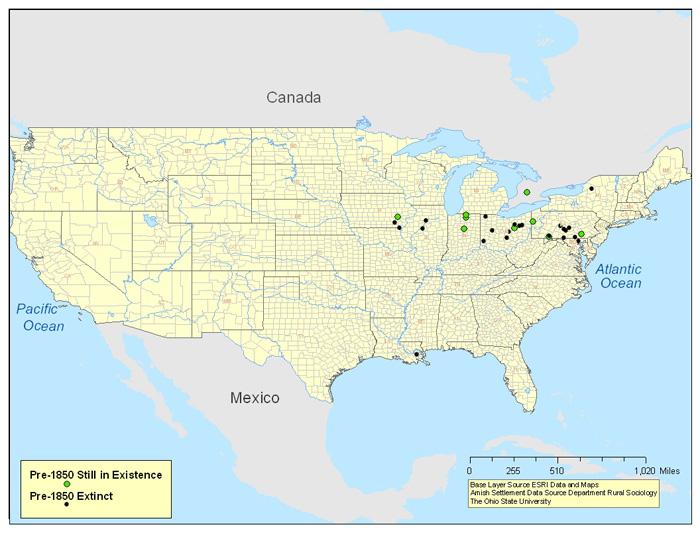 Canada
Pacific
Ocean
Atlantic
Ocean
Mexico
Pre-1850 Still in Existence
Pre-1850 Extinct
0 255 510 1,020 Miles
Base Layer Source ESRI Data and Maps
Amish Settlement Data Source Department Rural Sociology
The Ohio State University